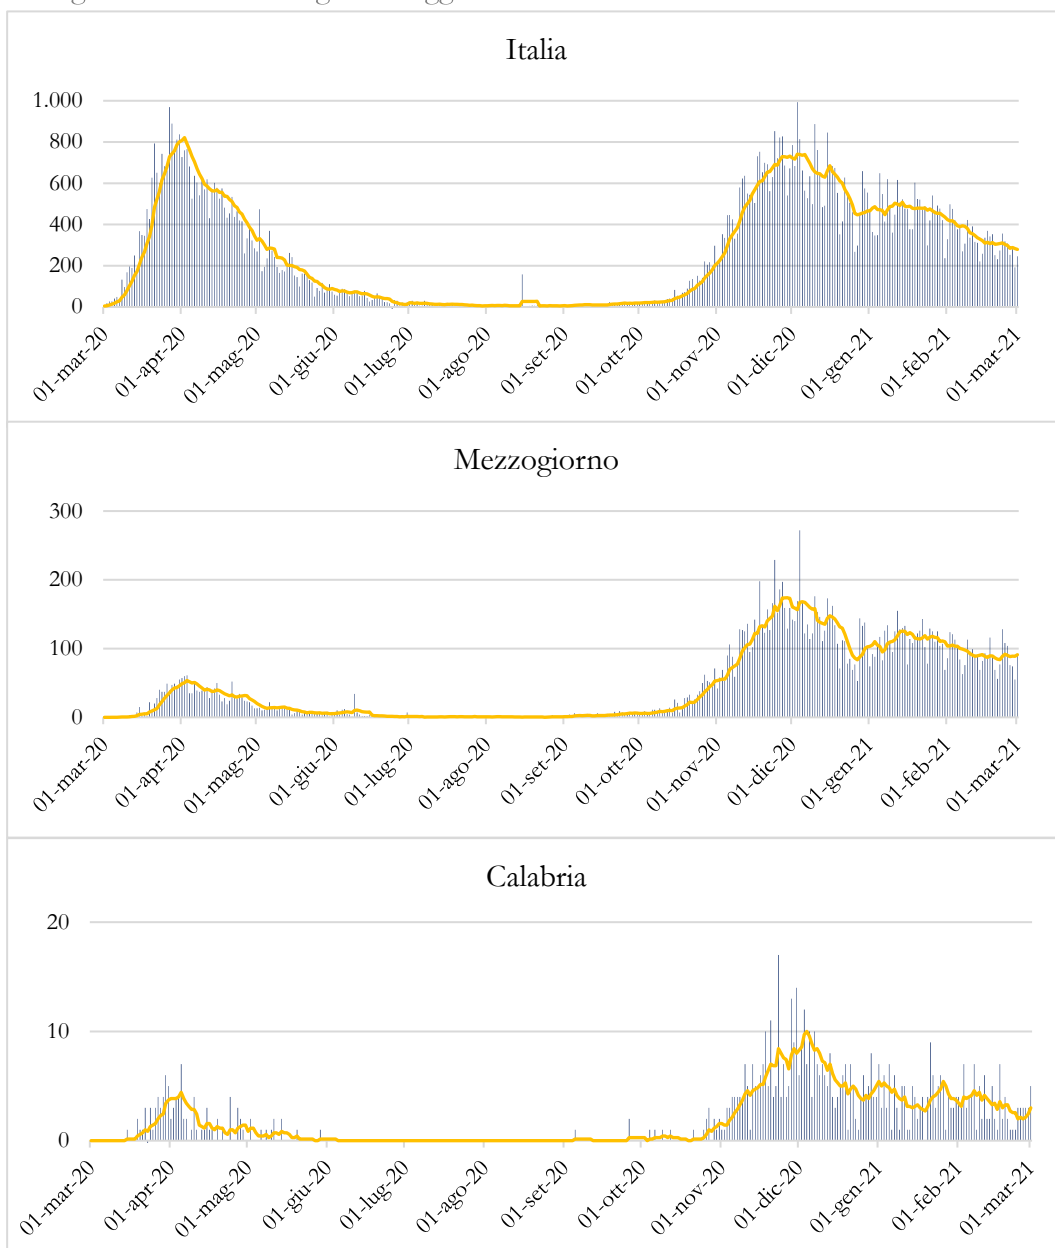 Italia
1.000
800
600
400
200
0
01-mar-20
01-apr-20
01-mag-20
01-giu-20
01-lug-20
01-ago-20
01-set-20
01-ott-20
01-nov-20
01-dic-20
01-gen-21
01-feb-21
01-mar-21
Mezzogiorno
300
200
100
0
01-mar-20
01-apr-20
01-mag-20
01-giu-20
01-lug-20
01-ago-20
01-set-20
01-ott-20
01-nov-20
01-dic-20
01-gen-21
01-feb-21
01-mar-21
Calabria
20
10
0
01-mar-20
01-apr-20
01-mag-20
01-giu-20
01-lug-20
01-ago-20
01-set-20
01-ott-20
01-nov-20
01-dic-20
01-gen-21
01-feb-21
01-mar-21